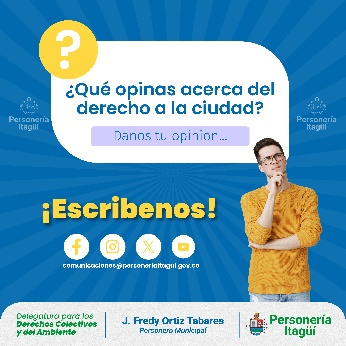 ?
¿Qué opinas acerca del
derecho a la ciudad?
Danos tu opinion...
Personería
Itagüí
Personería
Itagüí
¡Escribenos!
comunicaciones@personeriaitagui.gov.co
Delegatura para los
Derechos Colectivos
y del Ambiente
J. Fredy Ortiz Tabares
Personero Municipal
Personería
Itagüí